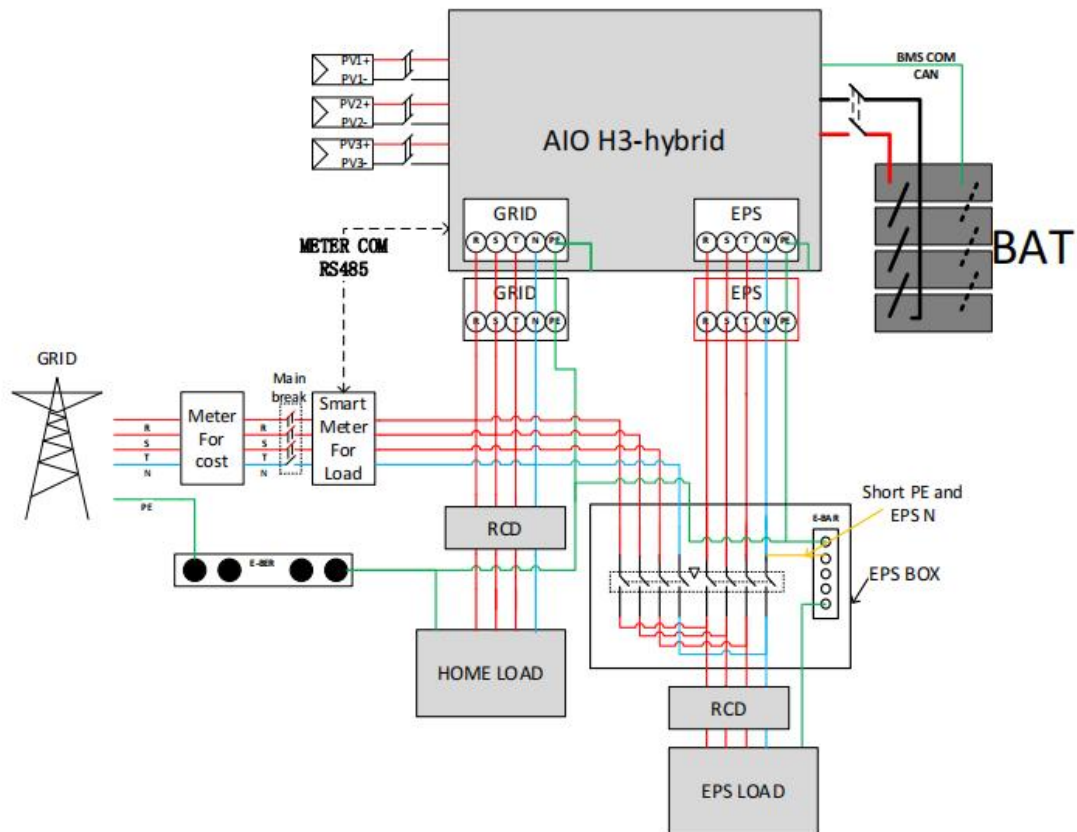 PV1+
PV1-
PV2+
PV2-
PV3+
PV3-
AIO H3-hybrid
BMS COM
CAN
BAT
GRID
R S T N PE
EPS
R S T N PE
METER COM
RS485
GRID
R S T N PE
EPS
R S T N PE
GRID
Meter
For
cost
Main
break
Smart
Meter
For
Load
R
S
T
N
R
S
T
N
PE
E-BER
RCD
HOME LOAD
Short PE and
EPS N
E-BAR
EPS BOX
RCD
EPS LOAD